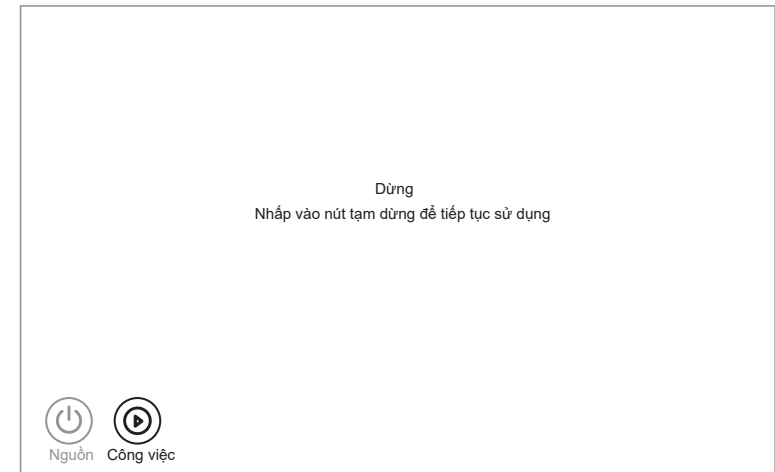 Dừng
Nhấp vào nút tạm dừng để tiếp tục sử dụng
Nguồn Công việc